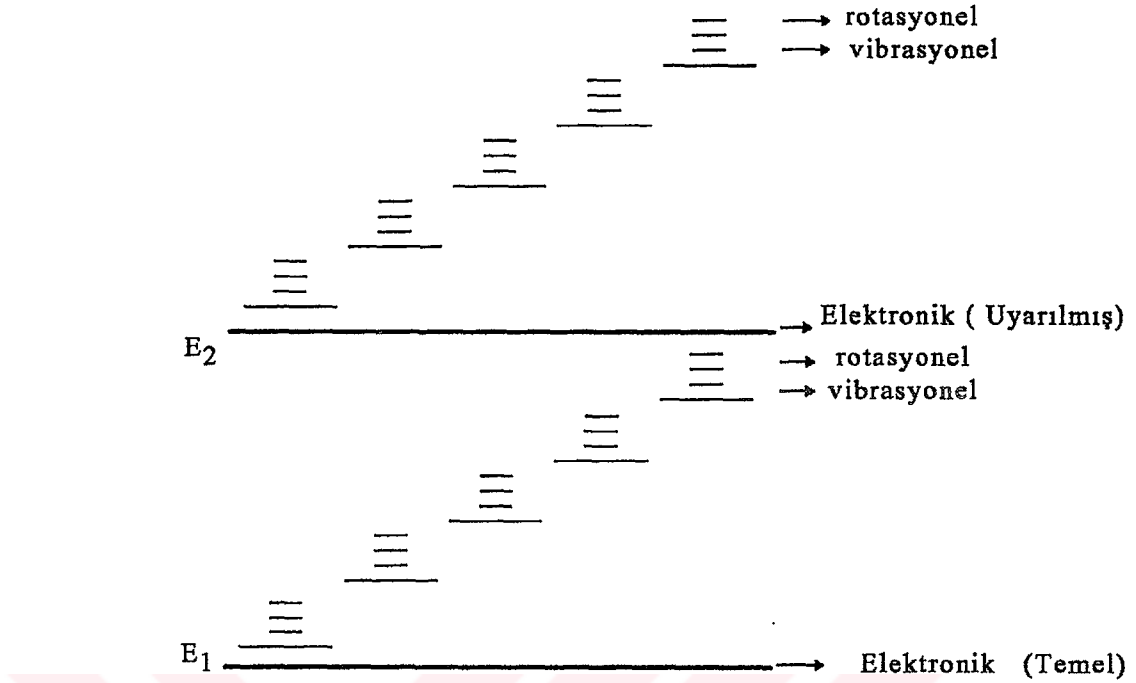 rotasyonel
vibrasyonel
Elektronik ( Uyarılmış)
E2
rotasyonel
vibrasyonel
E1
Elektronik (Temel)